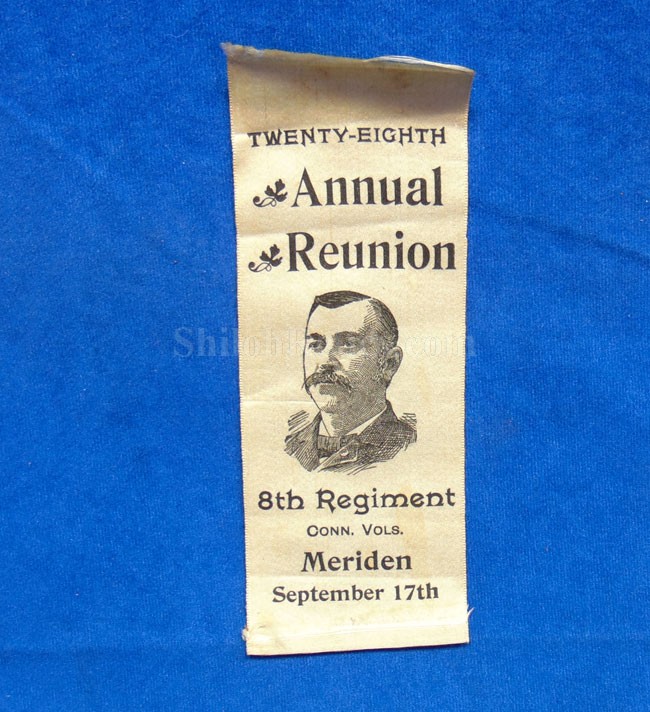 TWENTY-EIGHTH
Annual
Reunion
8th Regiment
CONN. VOLS.
Meriden
September 17th